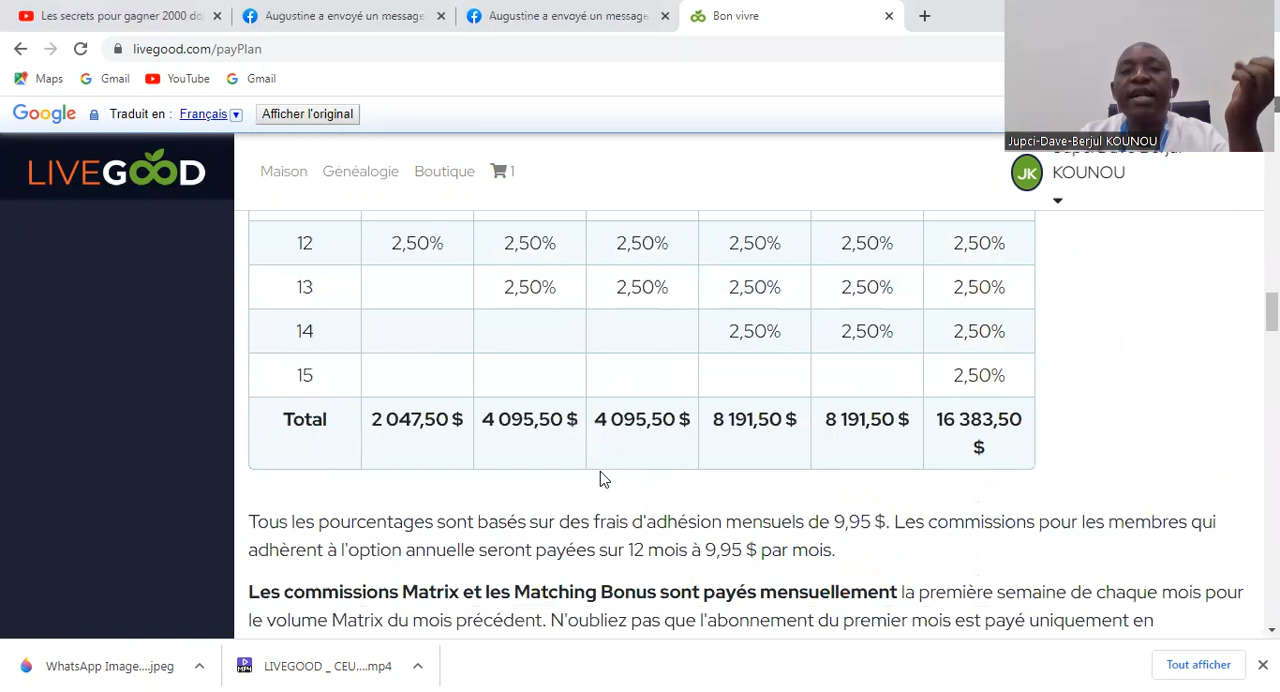 Les secrets pour gagner 2000 do
Augustine a envoyé un message.
Augustine a envoyé un message.
Bon vivre
livegood.com/payPlan
Maps Gmail YouTube Gmail
Google Traduit en : Français Afficher l'original
Jupci-Dave-Berjul KOUNOU
LIVEGOOD
Maison Généalogie Boutique 1
JK KOUNOU
12 2,50% 2,50% 2,50% 2,50% 2,50% 2,50%
13 2,50% 2,50% 2,50% 2,50% 2,50%
14 2,50% 2,50% 2,50%
15 2,50%
Total 2 047,50 $ 4 095,50 $ 4 095,50 $ 8 191,50 $ 8 191,50 $ 16 383,50
$
Tous les pourcentages sont basés sur des frais d'adhésion mensuels de 9,95 $. Les commissions pour les membres qui
adhèrent à l'option annuelle seront payées sur 12 mois à 9,95 $ par mois.
Les commissions Matrix et les Matching Bonus sont payés mensuellement la première semaine de chaque mois pour
le volume Matrix du mois précédent. N'oubliez pas que l'abonnement du premier mois est payé uniquement en
WhatsApp Image....jpeg
LIVEGOOD _ CEU....mp4
Tout afficher